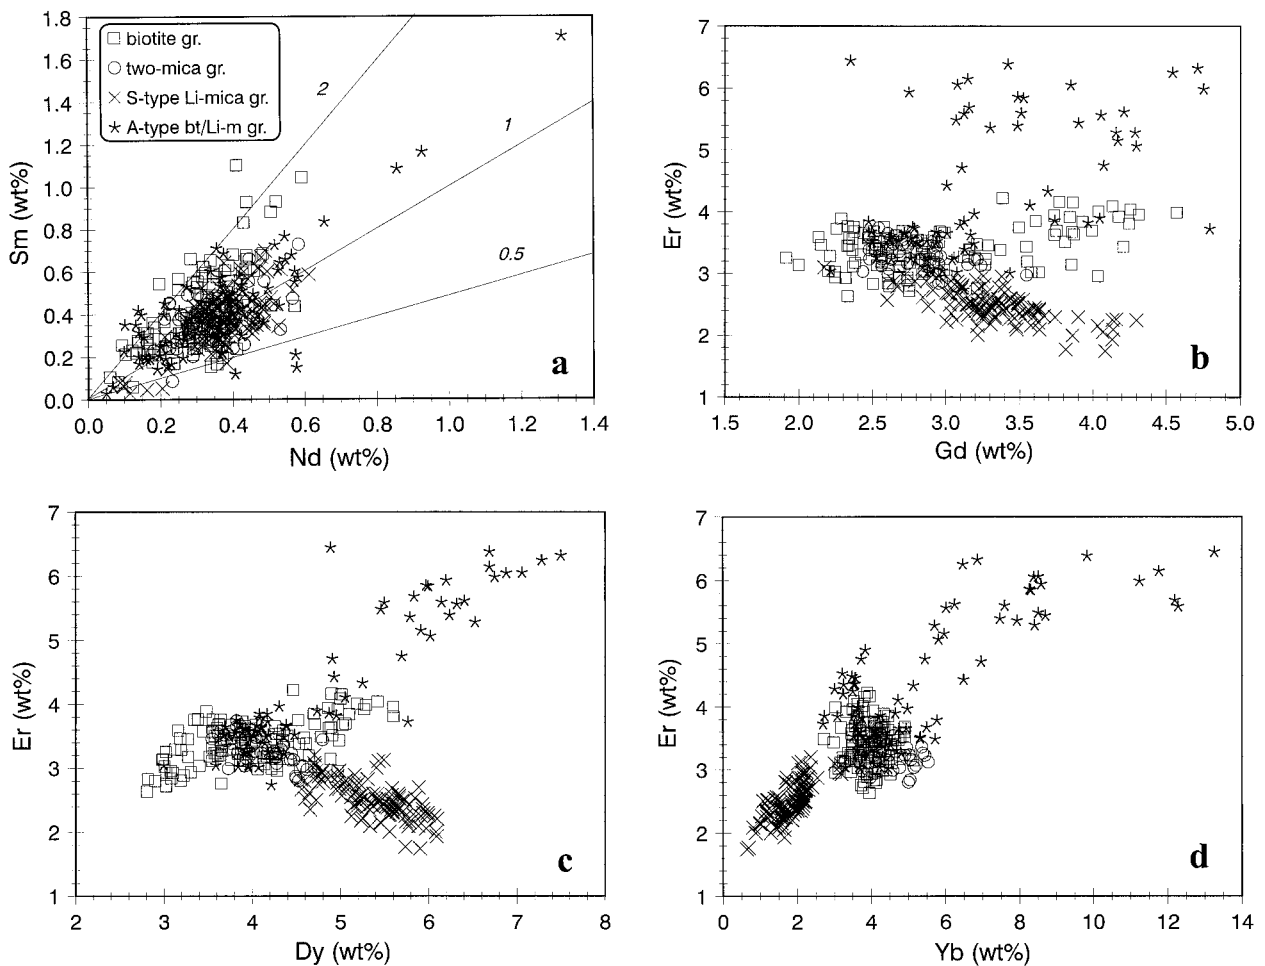 1.8
1.6
1.4
1.2
1.0
0.8
0.6
0.4
0.2
0.0
Sm (wt%)
biotite gr.
two-mica gr.
S-type Li-mica gr.
A-type bt/Li-m gr.
2
1
0.5
a
0.0 0.2 0.4 0.6 0.8 1.0 1.2 1.4
Nd (wt%)
7
6
5
4
3
2
1
Er (wt%)
b
1.5 2.0 2.5 3.0 3.5 4.0 4.5 5.0
Gd (wt%)
7
6
5
4
3
2
1
Er (wt%)
c
2 3 4 5 6 7 8
Dy (wt%)
7
6
5
4
3
2
1
Er (wt%)
d
0 2 4 6 8 10 12 14
Yb (wt%)